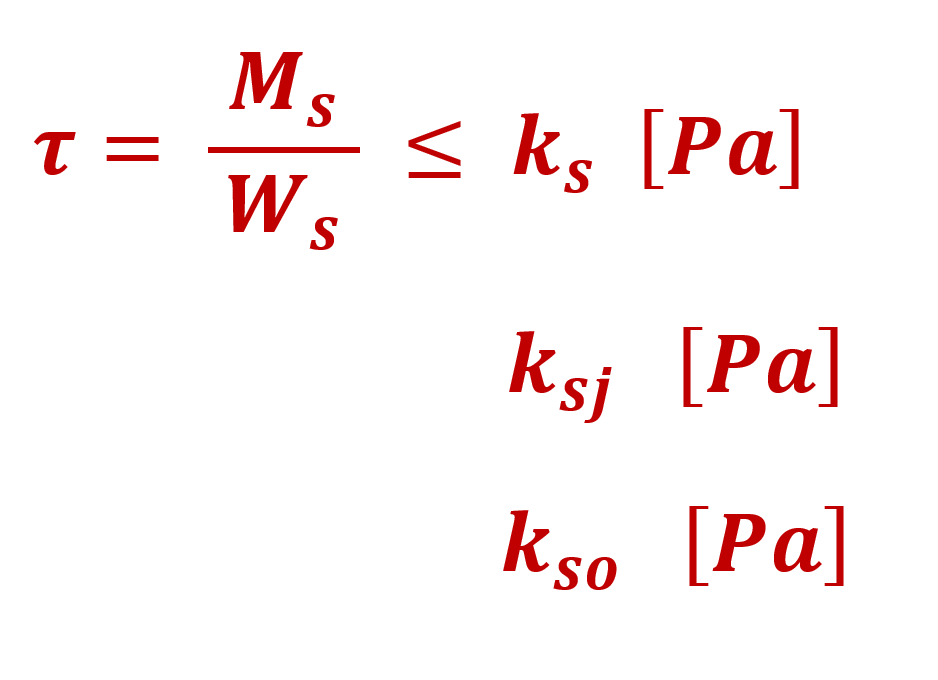 τ = M_s / W_s ≤ k_s [Pa]
k_sj [Pa]
k_so [Pa]